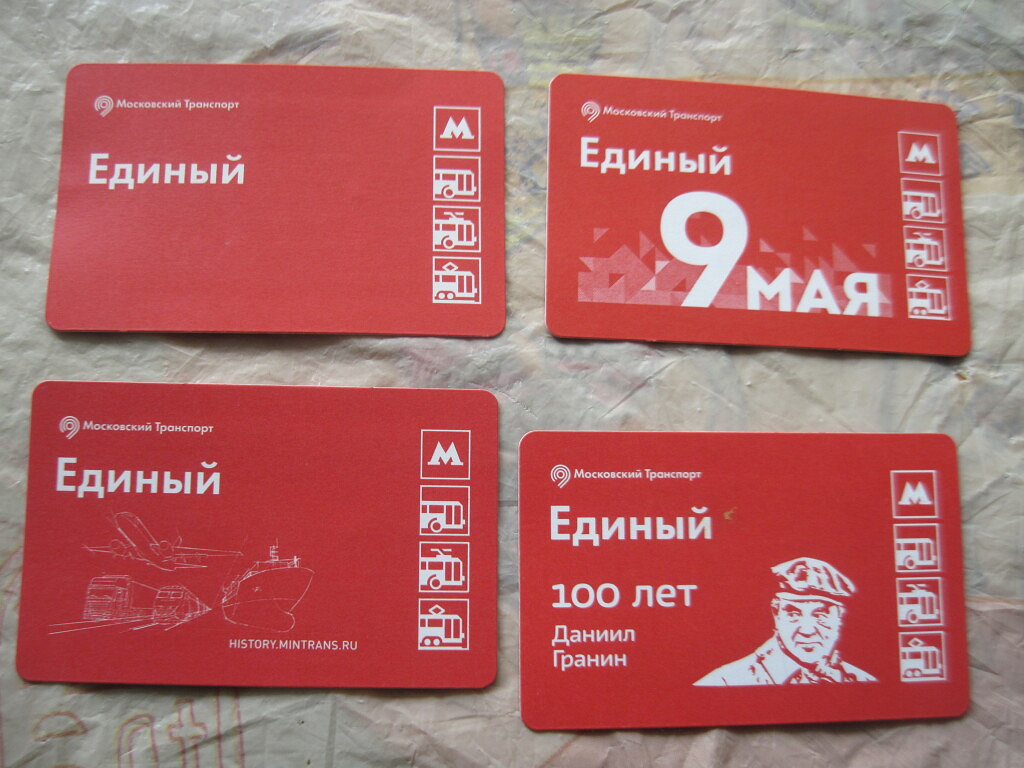 Московский Транспорт
Единый
М
Московский Транспорт
Единый
9 МАЯ
М
Московский Транспорт
Единый
HISTORY.MINTRANS.RU
М
Московский Транспорт
Единый
100 лет
Даниил
Гранин
М